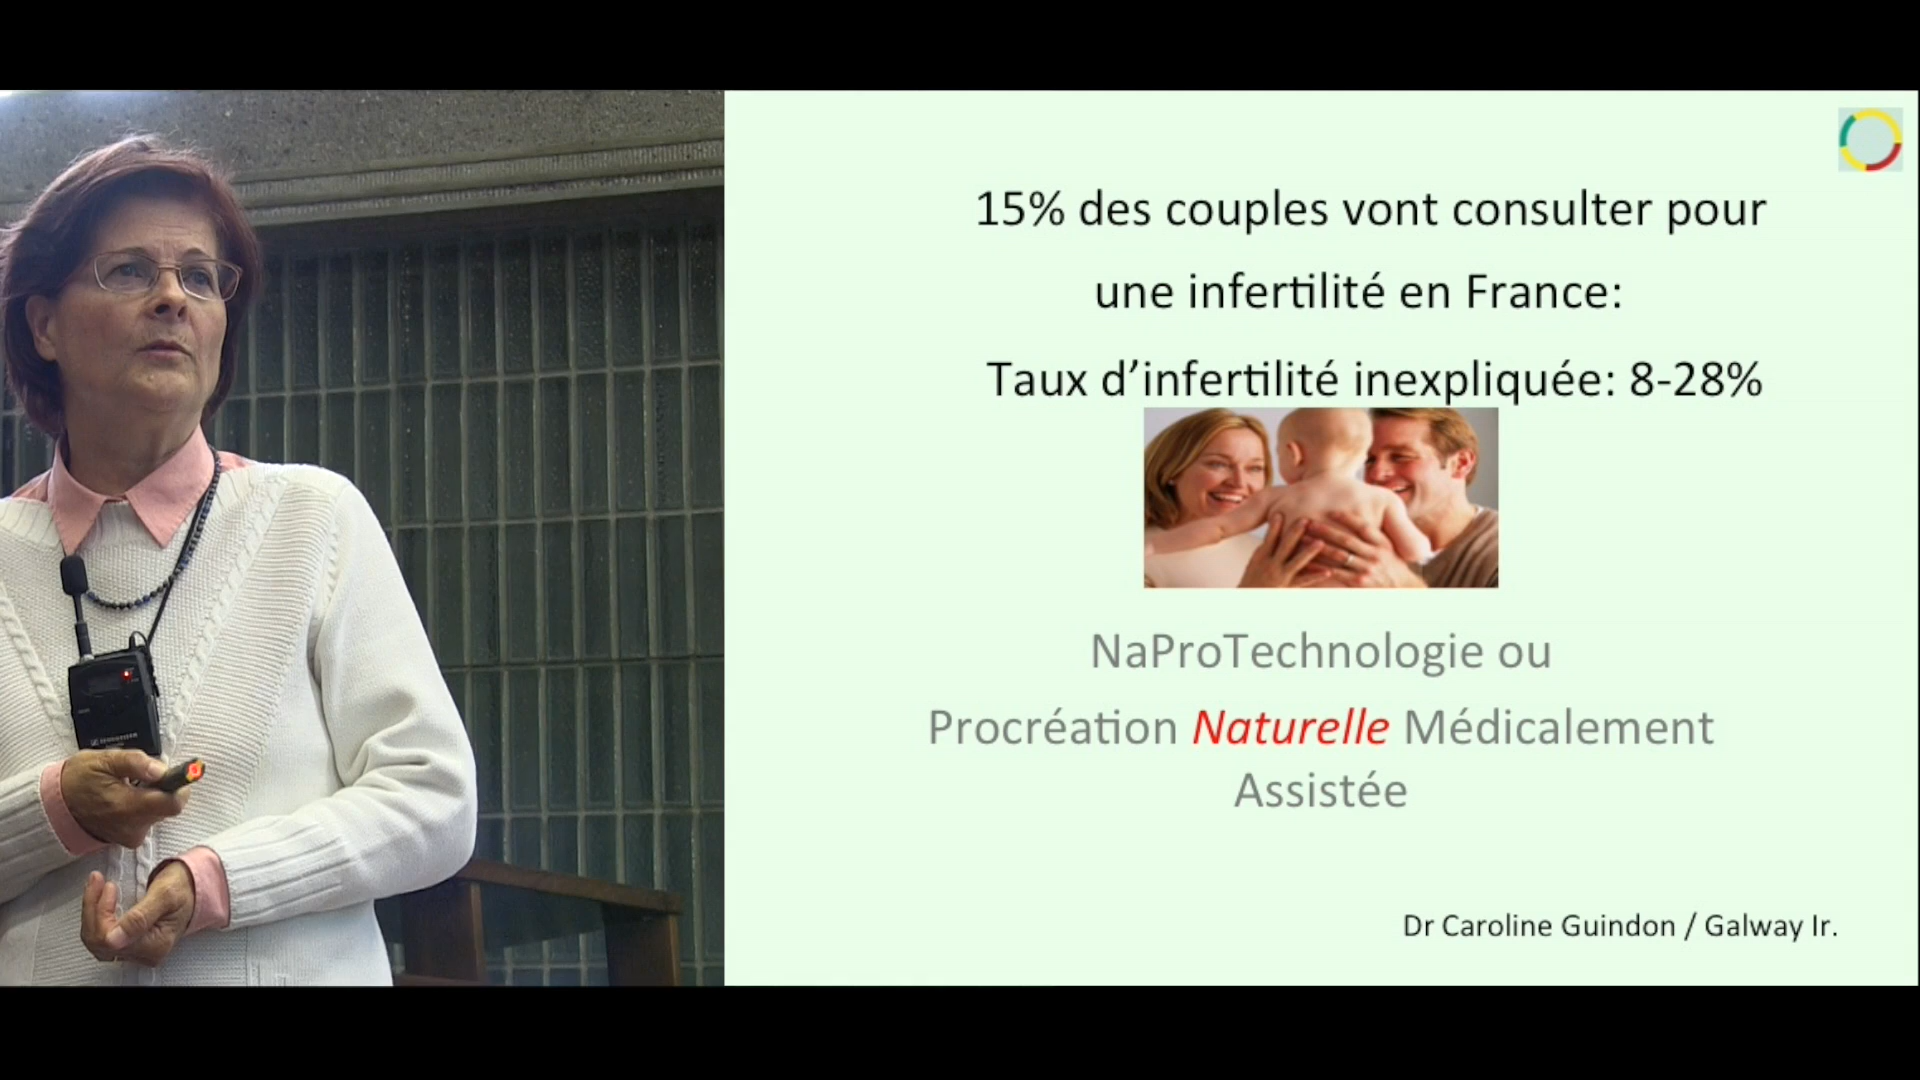 15% des couples vont consulter pour
une infertilité en France:
Taux d’infertilité inexpliquée: 8-28%
NaProTechnologie ou
Procréation Naturelle Médicalement
Assistée
Dr Caroline Guindon / Galway Ir.